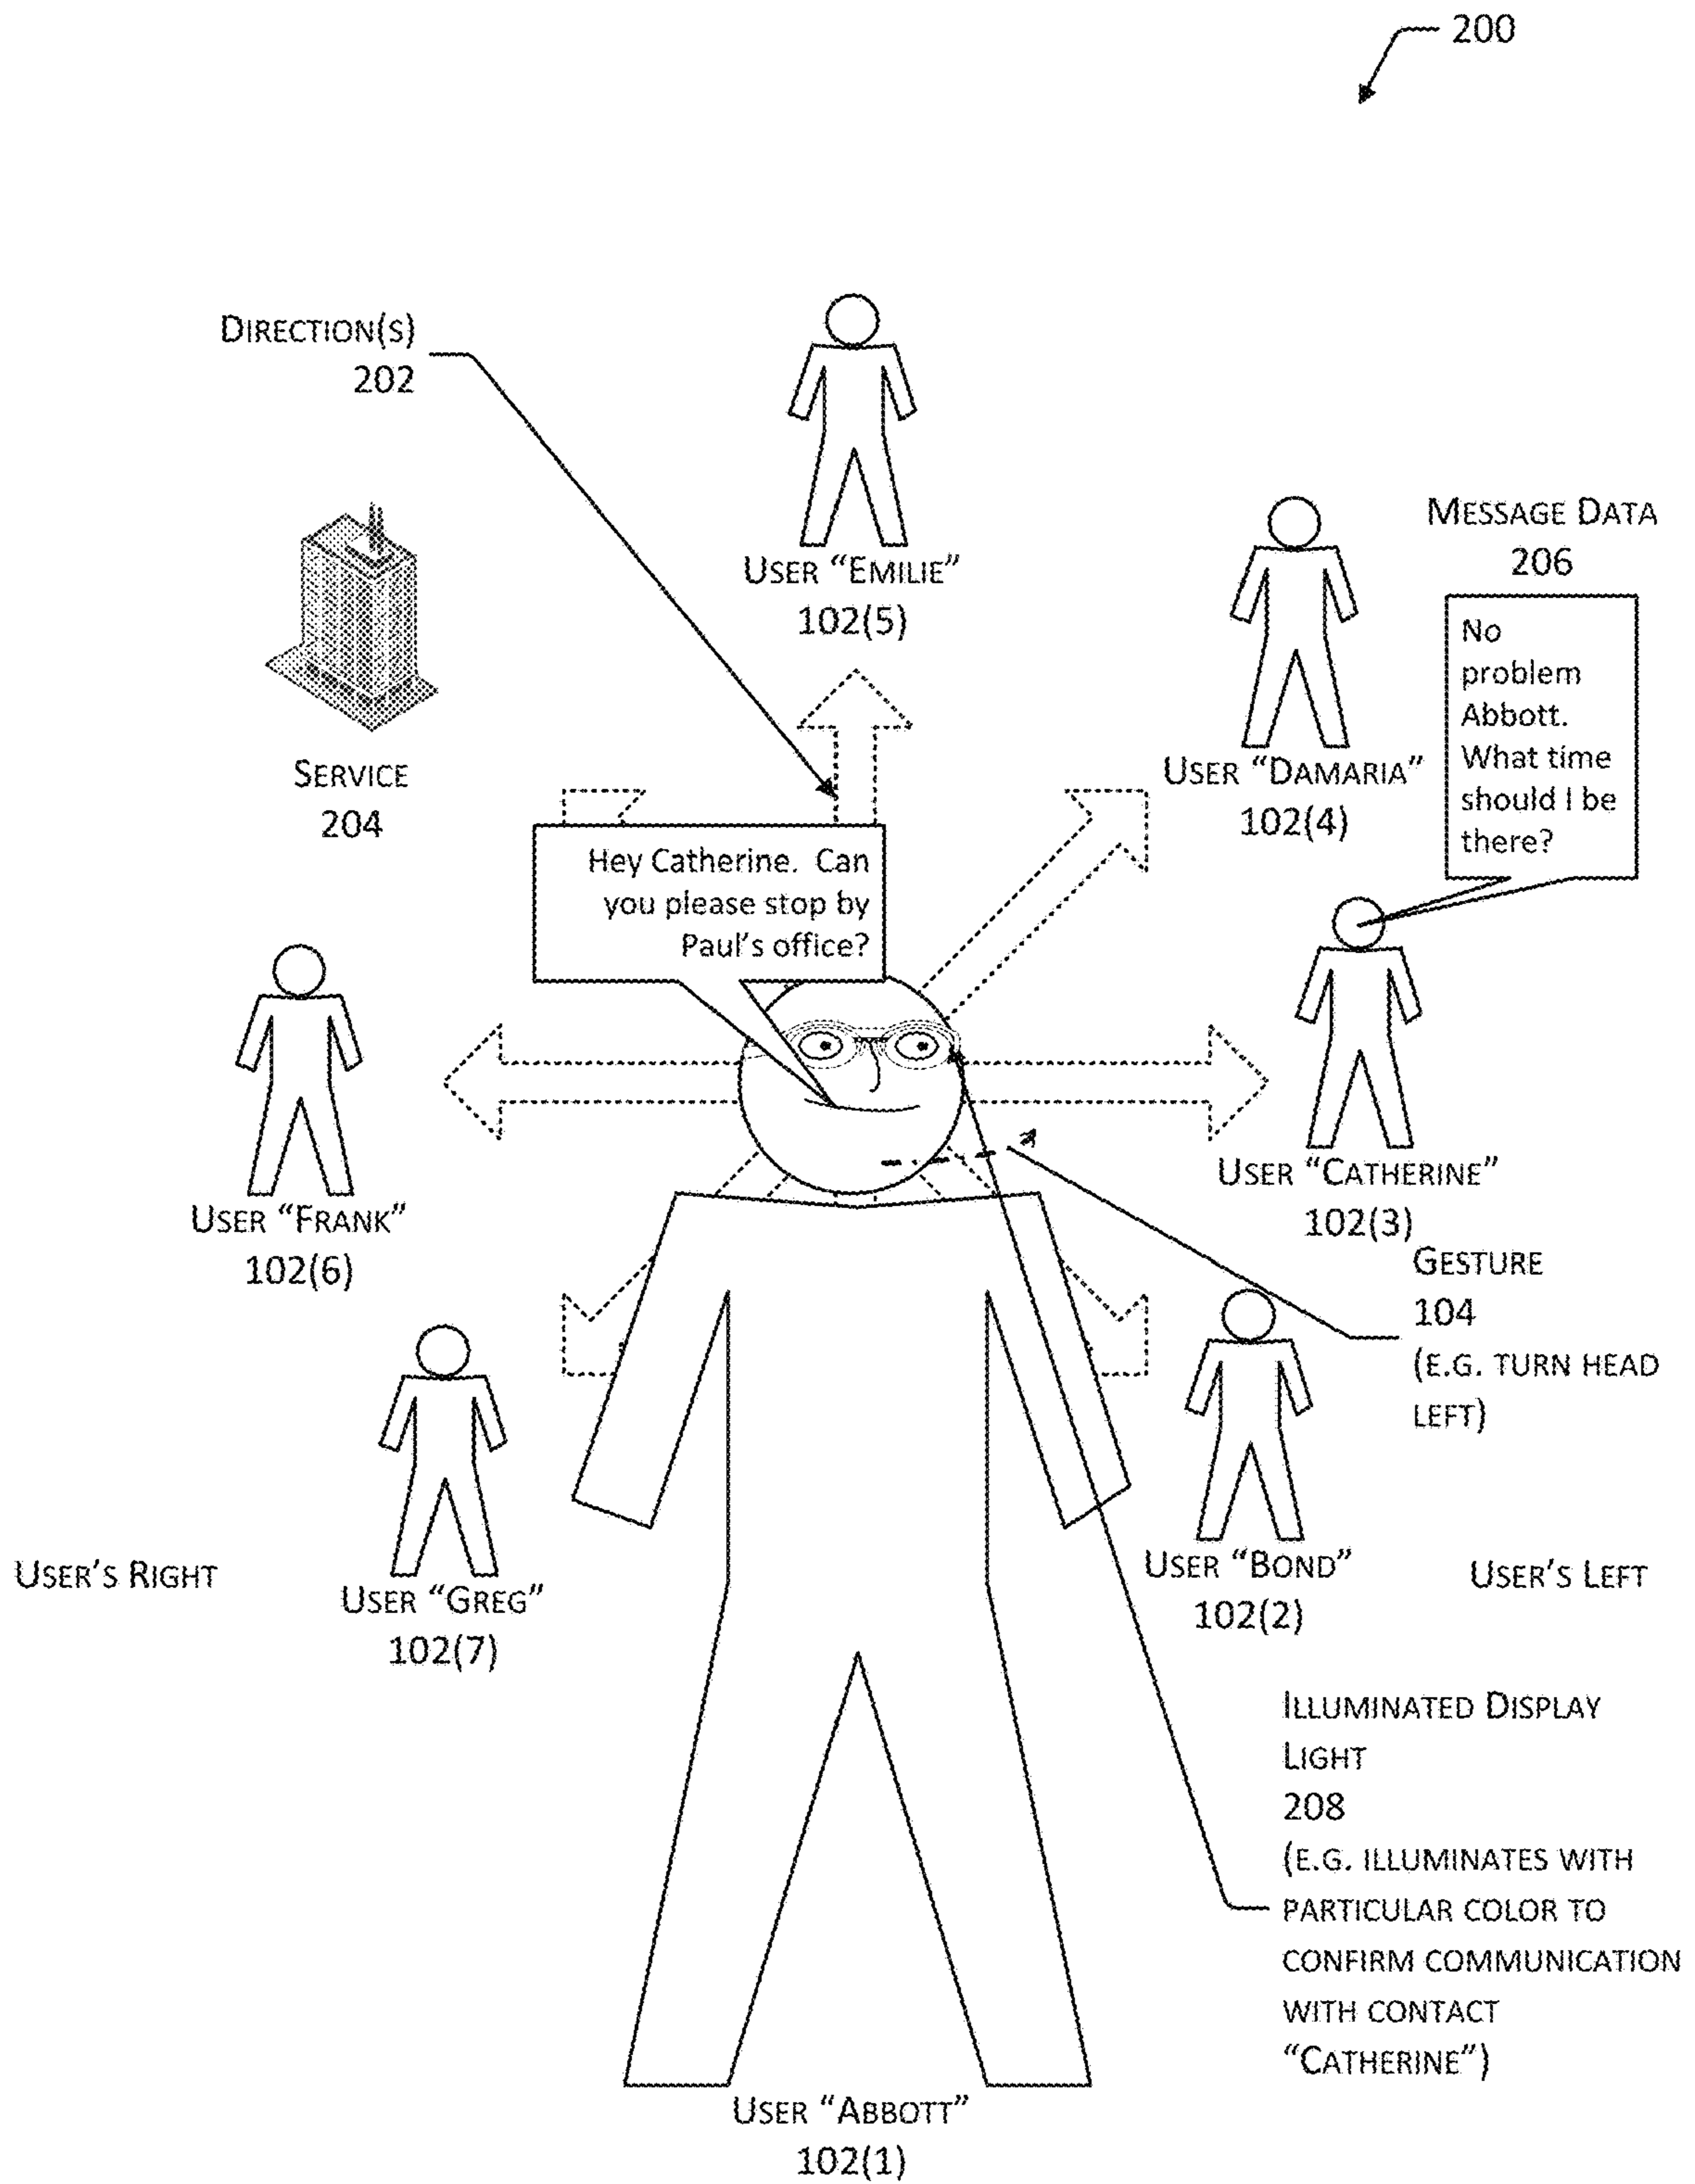 200
DIRECTION(S)
202
USER “EMILIE”
102(5)
MESSAGE DATA
206
No
problem
Abbott.
What time
should I be
there?
USER “DAMARIA”
102(4)
SERVICE
204
Hey Catherine. Can
you please stop by
Paul’s office?
USER “CATHERINE”
102(3)
USER “FRANK”
102(6)
GESTURE
104
(E.G. TURN HEAD
LEFT)
USER’S RIGHT
USER “GREG”
102(7)
USER “BOND”
102(2)
USER’S LEFT
ILLUMINATED DISPLAY
LIGHT
208
(E.G. ILLUMINATES WITH
PARTICULAR COLOR TO
CONFIRM COMMUNICATION
WITH CONTACT
“CATHERINE”)
USER “ABBOTT”
102(1)